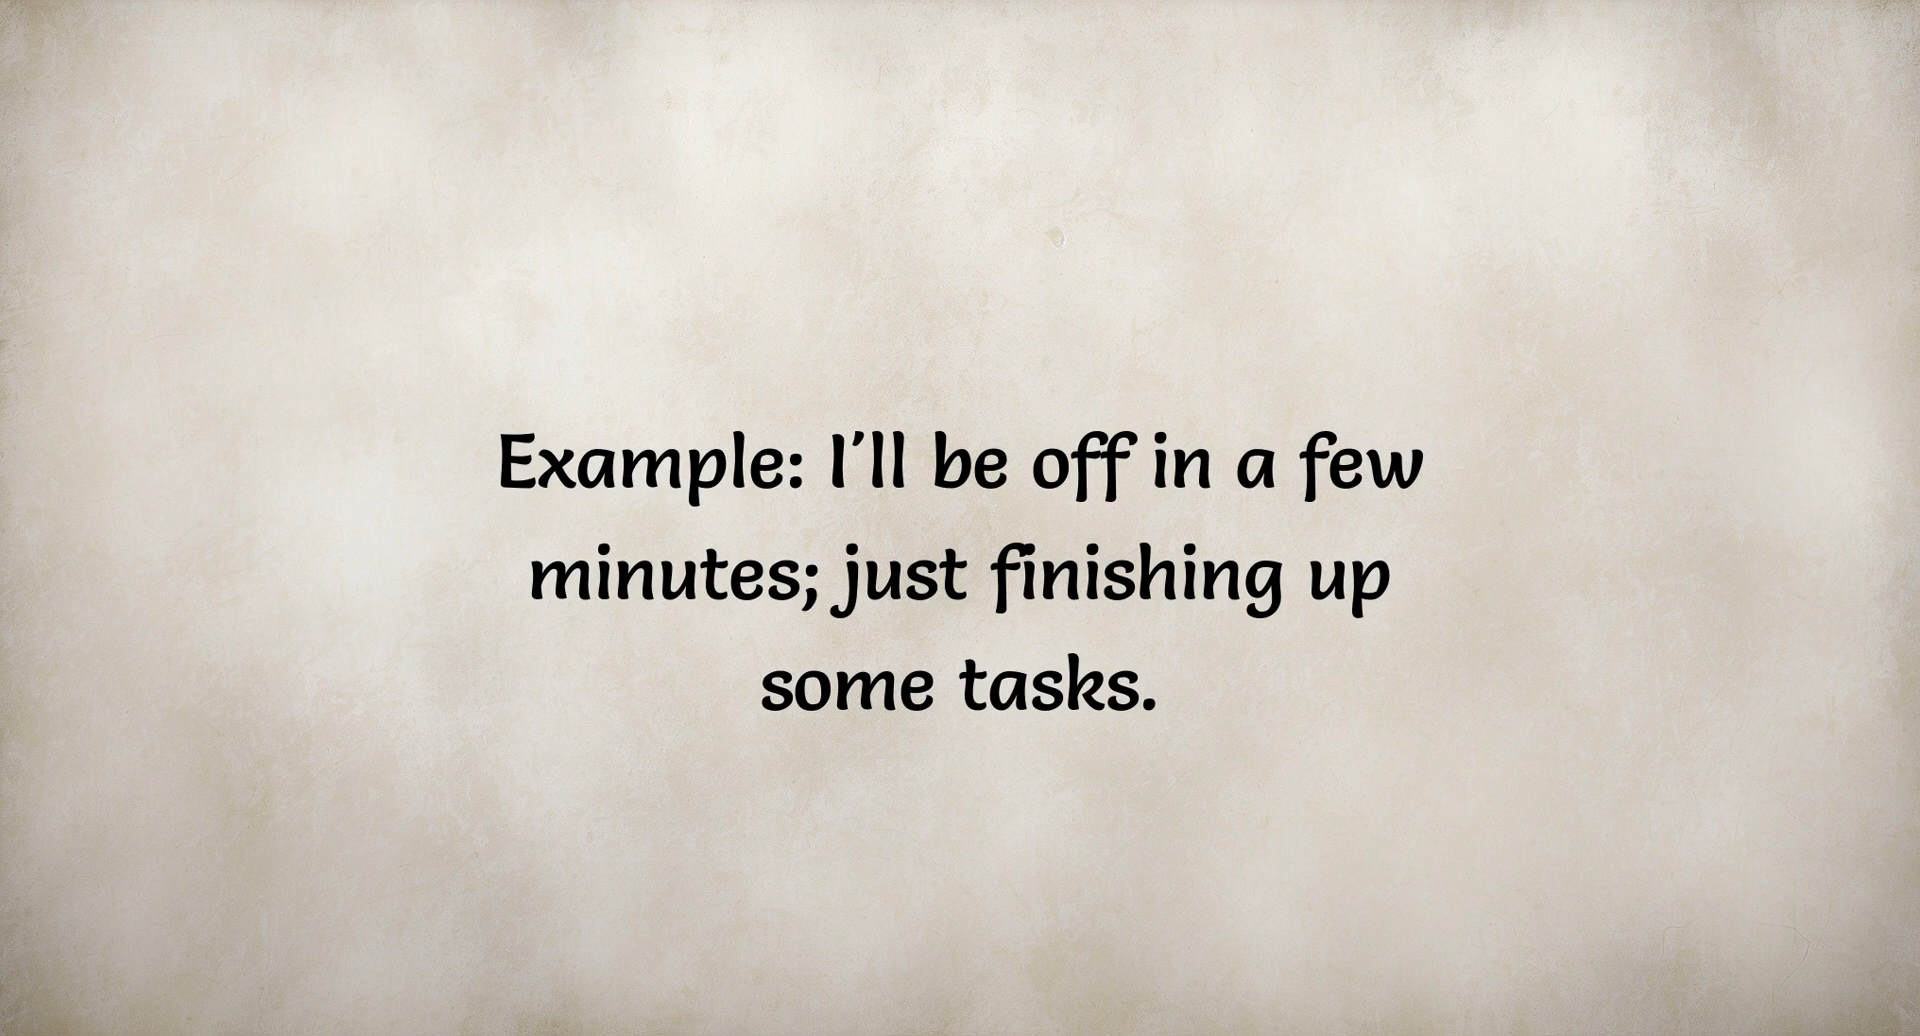 Example: I'll be off in a few
minutes; just finishing up
some tasks.